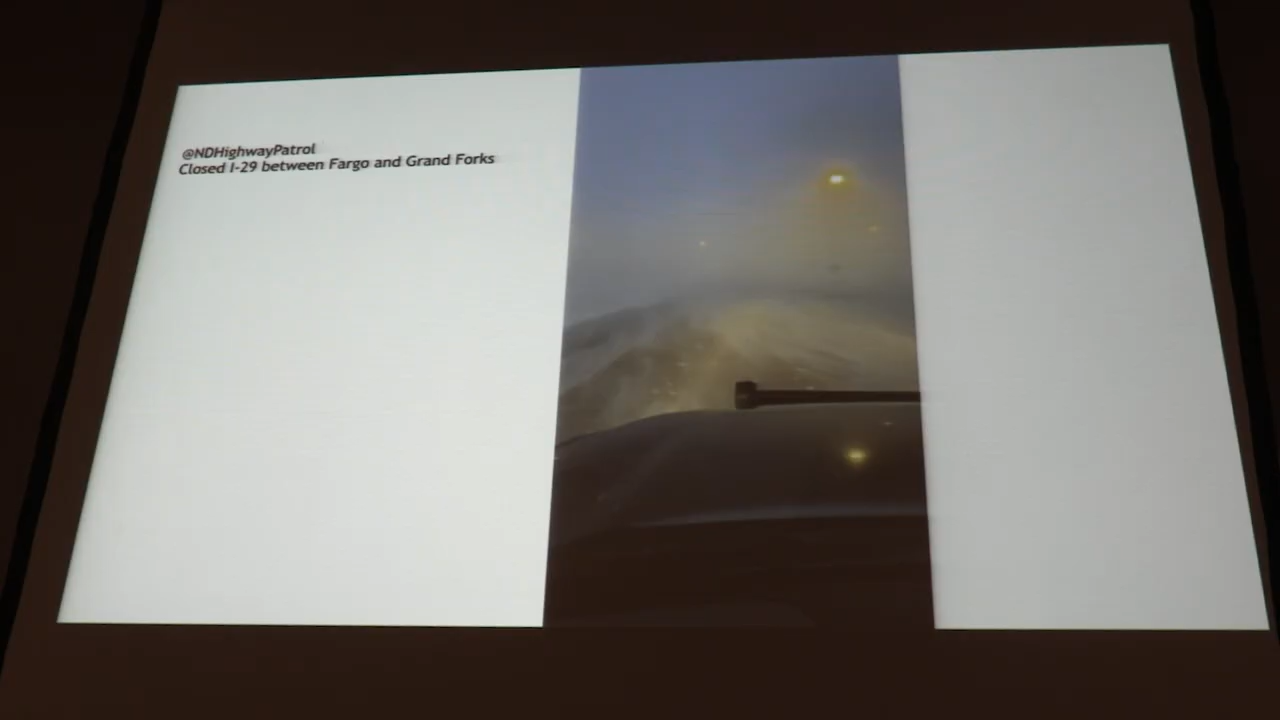 @NDHighwayPatrol
Closed I-29 between Fargo and Grand Forks